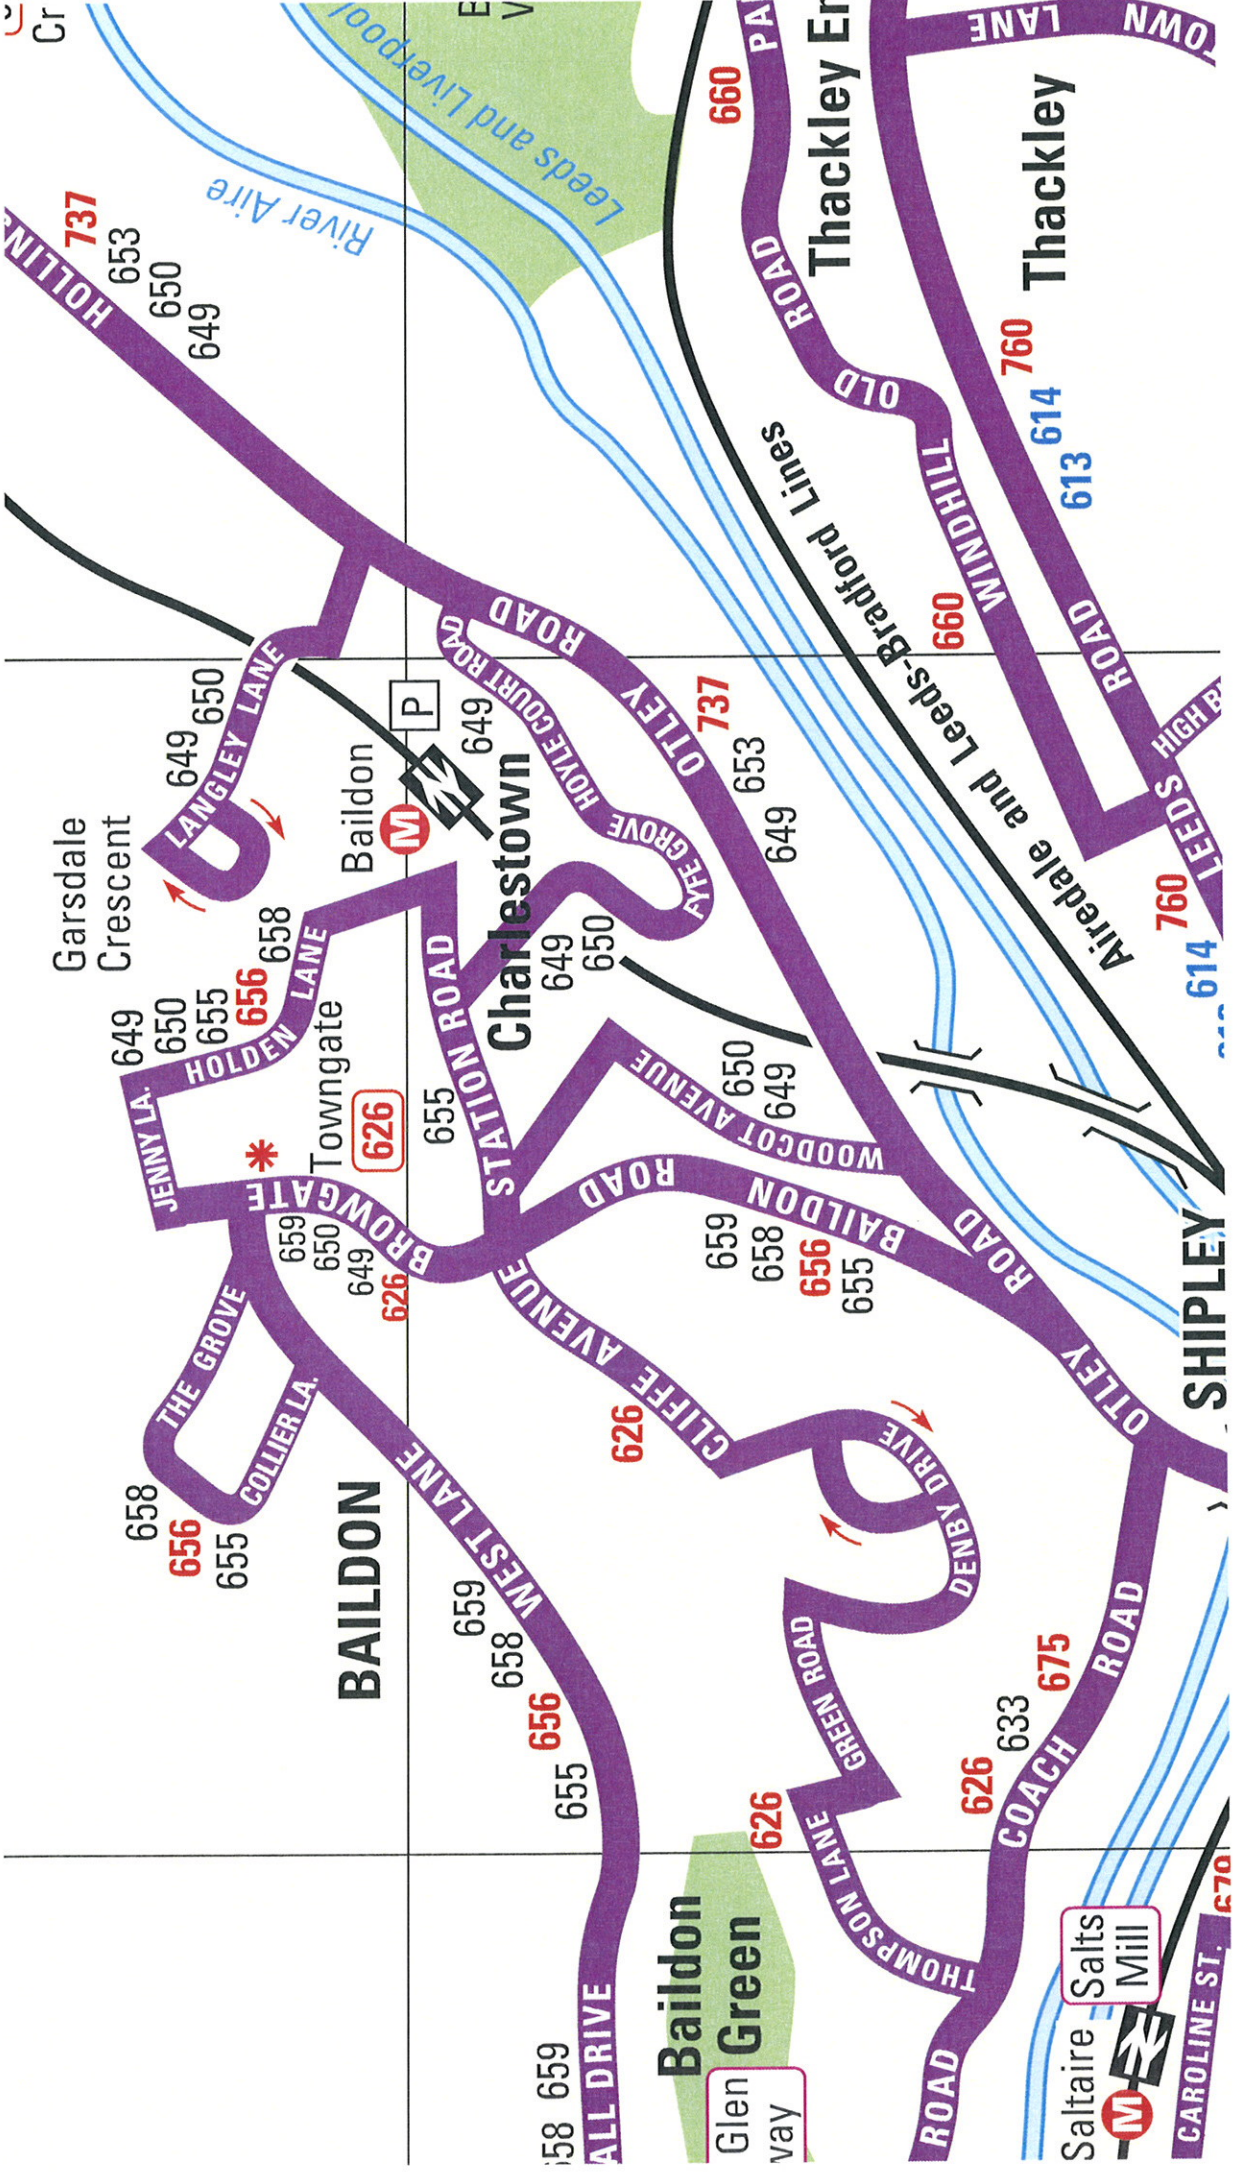 HOLLING
737
653
650
649
River Aire
Leeds and Liverpool
660
PA
ROAD
OLD
WINDHILL
660
Thackley
TOWN
LANE
Thackley
760
614
613
LEEDS
ROAD
760
614
Airedale and Leeds-Bradford Lines
Garsdale
Crescent
649
650
LANGLEY LANE
Baildon
M
P
649
HOYLE COURT ROAD
FYFE GROVE
OTLEY
ROAD
737
653
649
Charlestown
649
650
649
650
655
656
658
JENNY LA.
HOLDEN LANE
Towngate
626
STATION ROAD
655
BROWGATE
659
650
649
626
WOODCOT AVENUE
650
649
BAILDON
ROAD
659
658
656
655
OTLEY
ROAD
SHIPLEY
THE GROVE
COLLIER LA.
658
656
655
BAILDON
WEST LANE
659
658
656
655
CLIFFE AVENUE
626
DENBY DRIVE
GREEN ROAD
THOMPSON LANE
626
COACH
ROAD
626
633
675
ROAD
Baildon
Green
Glen
659
DRIVE
Saltaire
M
Salts
Mill
CAROLINE ST.